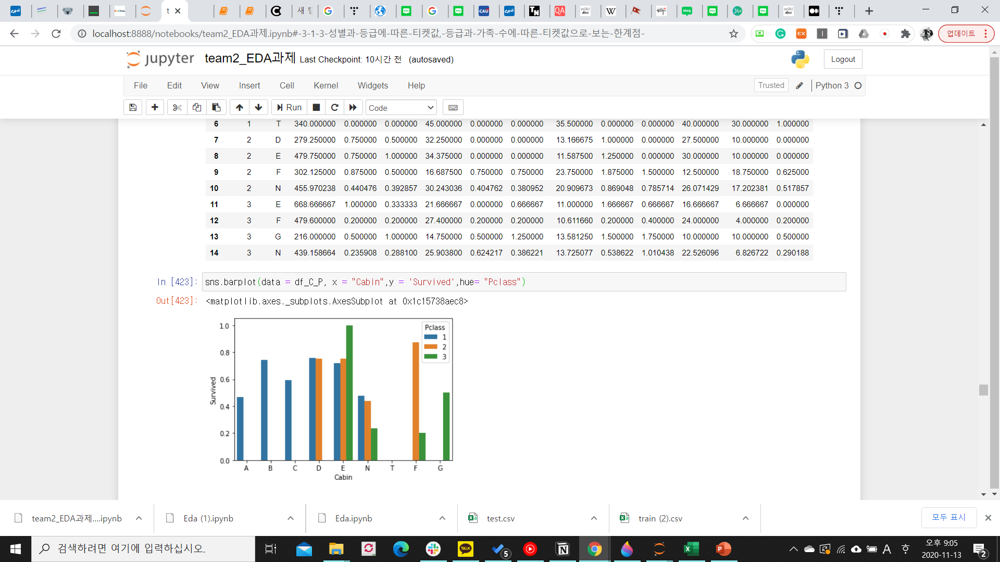 t
새 탭
localhost:8888/notebooks/team2_EDA과제.ipynb#-3-1-3-성별과-등급에-따른-티켓값,-등급과-가족-수에-따른-티켓값으로-보는-한계점-
업데이트
jupyter team2_EDA과제 Last Checkpoint: 10시간 전 (autosaved)
Logout
File Edit View Insert Cell Kernel Widgets Help
Trusted Python 3
Run Code
6 1 T 340.000000 0.000000 0.000000 45.000000 0.000000 0.000000 35.500000 0.000000 0.000000 40.000000 30.000000 1.000000
7 2 D 279.250000 0.750000 0.500000 32.250000 0.000000 0.000000 13.166675 1.000000 0.000000 27.500000 10.000000 0.000000
8 2 E 479.750000 0.750000 1.000000 34.375000 0.000000 0.000000 11.587500 1.250000 0.000000 30.000000 10.000000 0.000000
9 2 F 302.125000 0.875000 0.500000 16.687500 0.750000 0.750000 23.750000 1.875000 1.500000 12.500000 18.750000 0.625000
10 2 N 455.970238 0.440476 0.392857 30.243036 0.404762 0.380952 20.909673 0.869048 0.785714 26.071429 17.202381 0.517857
11 3 E 668.666667 1.000000 0.333333 21.666667 0.000000 0.666667 11.000000 1.666667 0.666667 16.666667 6.666667 0.000000
12 3 F 479.600000 0.200000 0.200000 27.400000 0.200000 0.200000 10.611660 0.200000 0.400000 24.000000 4.000000 0.200000
13 3 G 216.000000 0.500000 1.000000 14.750000 0.500000 1.250000 13.581250 1.500000 1.750000 10.000000 10.000000 0.500000
14 3 N 439.158664 0.235908 0.288100 25.903800 0.624217 0.386221 13.725077 0.538622 1.010438 22.526096 6.826722 0.290188
In [423]: sns.barplot(data = df_C_P, x = "Cabin",y = 'Survived',hue= "Pclass")
Out[423]: <matplotlib.axes._subplots.AxesSubplot at 0x1c15738aec8>
Pclass
1
2
3
1.0
0.8
0.6
0.4
0.2
0.0
Survived
A B C D E N T F G
Cabin
team2_EDA과제....ipynb
Eda (1).ipynb
Eda.ipynb
test.csv
train (2).csv
모두 표시
검색하려면 여기에 입력하십시오.
TALK
5
A
오후 9:05
2020-11-13
2